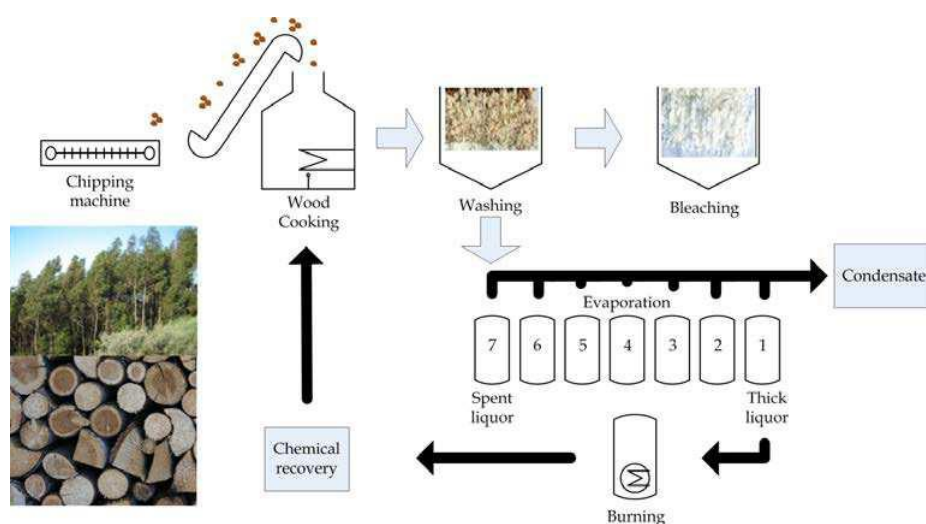 Chipping
machine
Wood
Cooking
Washing
Bleaching
Condensate
Evaporation
7 6 5 4 3 2 1
Spent
liquor
Thick
liquor
Chemical
recovery
Burning